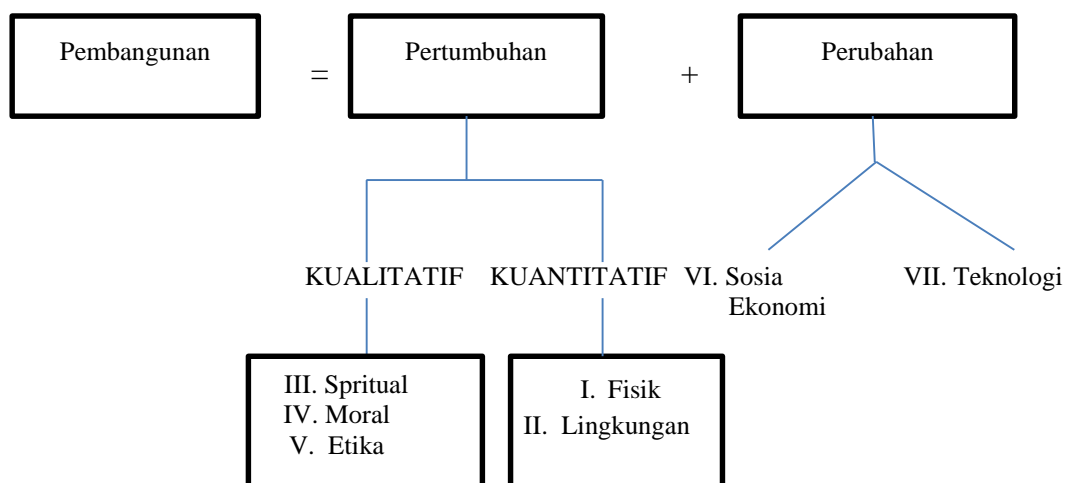 Pembangunan
=
Pertumbuhan
+
Perubahan
KUALITATIF
KUANTITATIF
VI. Sosia
Ekonomi
VII. Teknologi
III. Spritual
IV. Moral
V. Etika
I. Fisik
II. Lingkungan